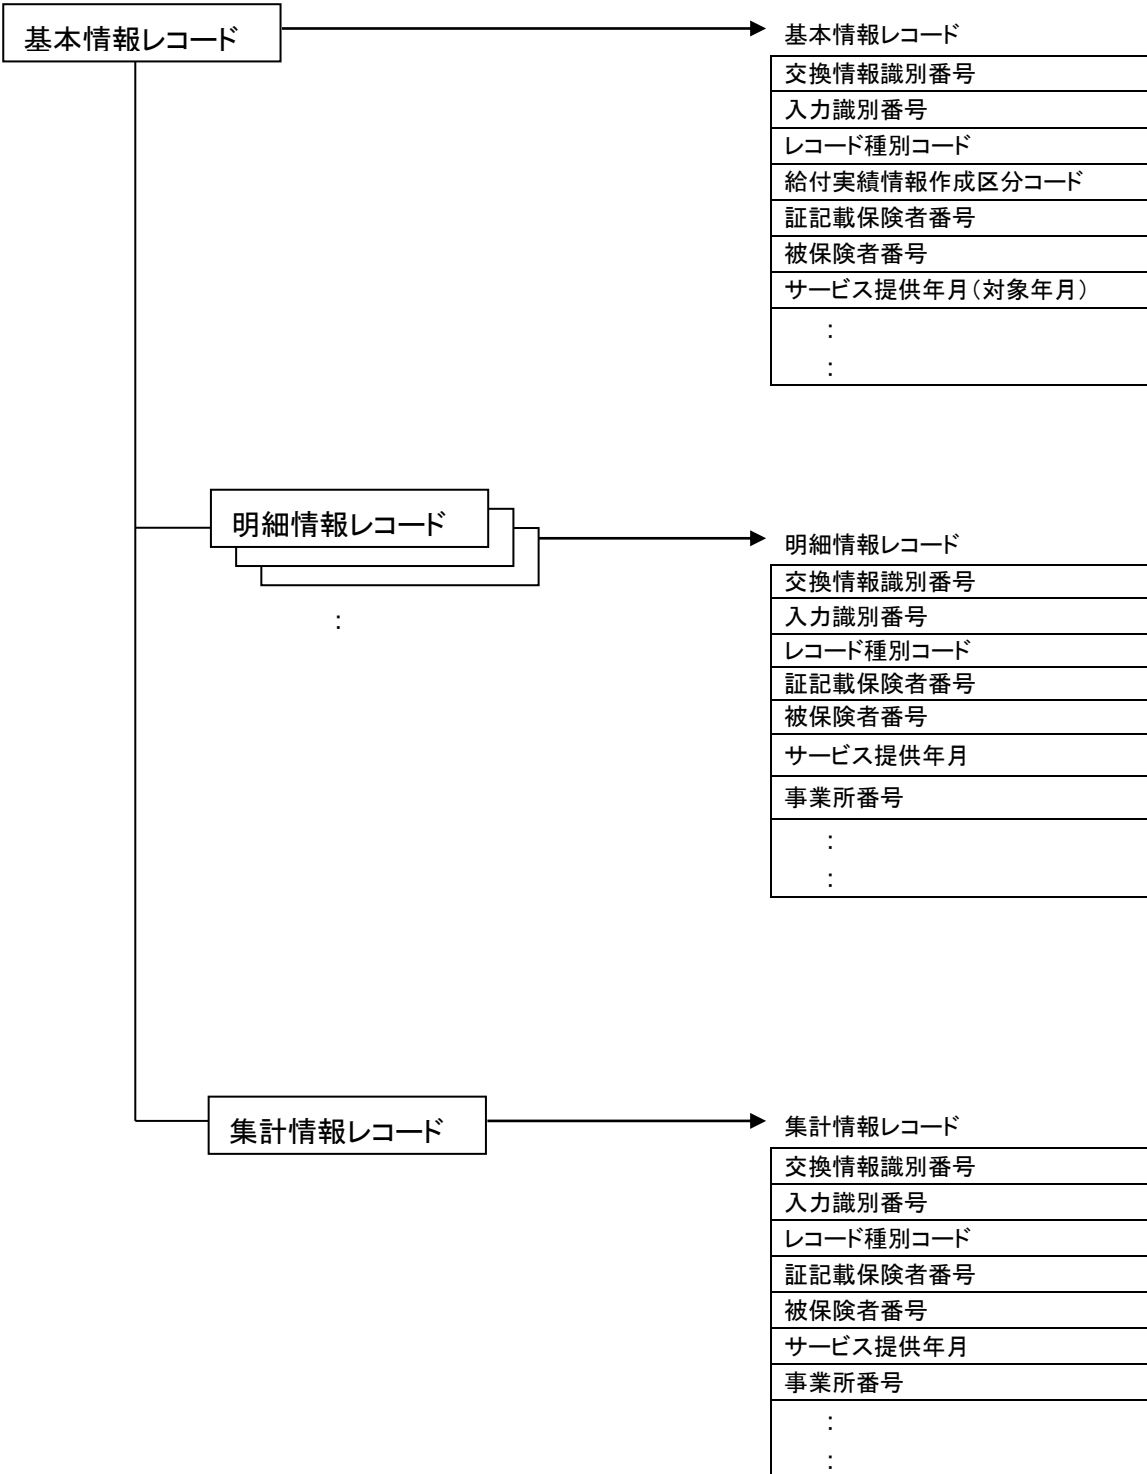 基本情報レコード
基本情報レコード
交換情報識別番号
入力識別番号
レコード種別コード
給付実績情報作成区分コード
証記載保険者番号
被保険者番号
サービス提供年月(対象年月)
:
:
明細情報レコード
:
明細情報レコード
交換情報識別番号
入力識別番号
レコード種別コード
証記載保険者番号
被保険者番号
サービス提供年月
事業所番号
:
:
集計情報レコード
集計情報レコード
交換情報識別番号
入力識別番号
レコード種別コード
証記載保険者番号
被保険者番号
サービス提供年月
事業所番号
:
: